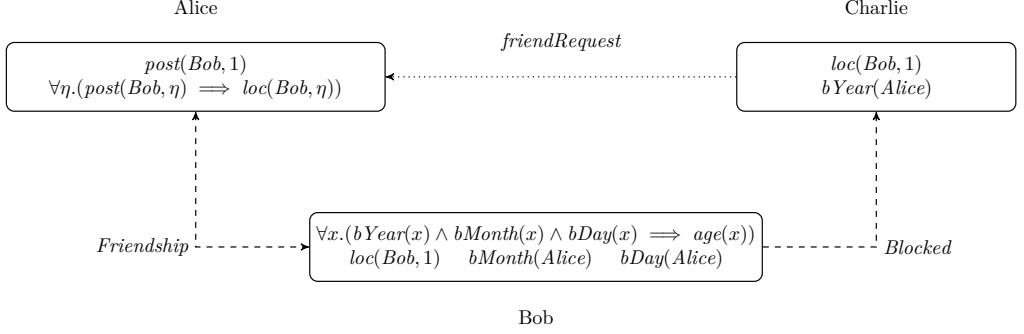 Alice
Charlie
friendRequest
post(Bob, 1)
∀η.(post(Bob, η) ⟹ loc(Bob, η))
loc(Bob, 1)
bYear(Alice)
∀x.(bYear(x) ∧ bMonth(x) ∧ bDay(x) ⟹ age(x))
loc(Bob, 1) bMonth(Alice) bDay(Alice)
Friendship
Blocked
Bob